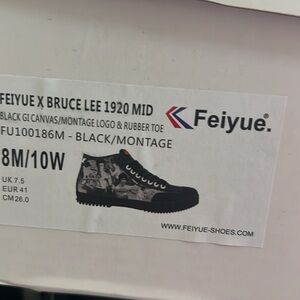 FEIYUE X BRUCE LEE 1920 MID
BLACK GI CANVAS/MONTAGE LOGO & RUBBER TOE
FU100186M - BLACK/MONTAGE
Feiyue.
8M/10W
UK 7.5
EUR 41
CM 26.0
WWW.FEIYUE-SHOES.COM